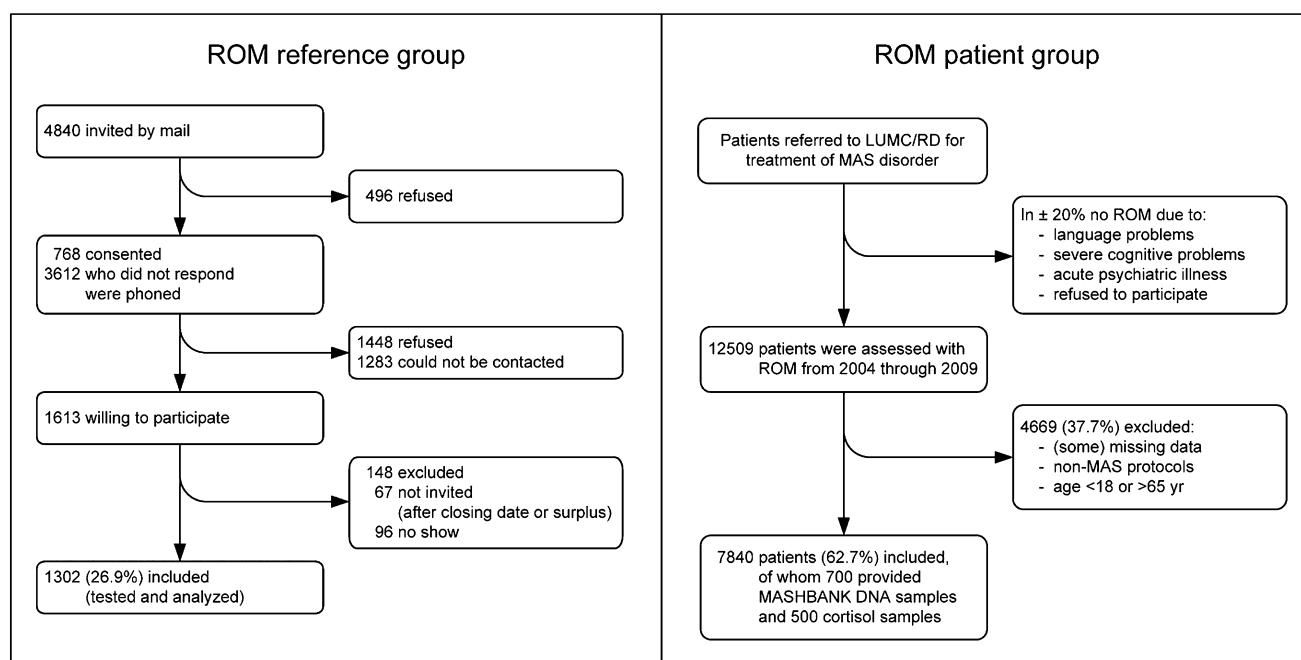 ROM reference group
4840 invited by mail
496 refused
768 consented
3612 who did not respond
were phoned
1448 refused
1283 could not be contacted
1613 willing to participate
148 excluded
67 not invited
(after closing date or surplus)
96 no show
1302 (26.9%) included
(tested and analyzed)
ROM patient group
Patients referred to LUMC/RD for
treatment of MAS disorder
In ± 20% no ROM due to:
- language problems
- severe cognitive problems
- acute psychiatric illness
- refused to participate
12509 patients were assessed with
ROM from 2004 through 2009
4669 (37.7%) excluded:
- (some) missing data
- non-MAS protocols
- age <18 or >65 yr
7840 patients (62.7%) included,
of whom 700 provided
MASHBANK DNA samples
and 500 cortisol samples